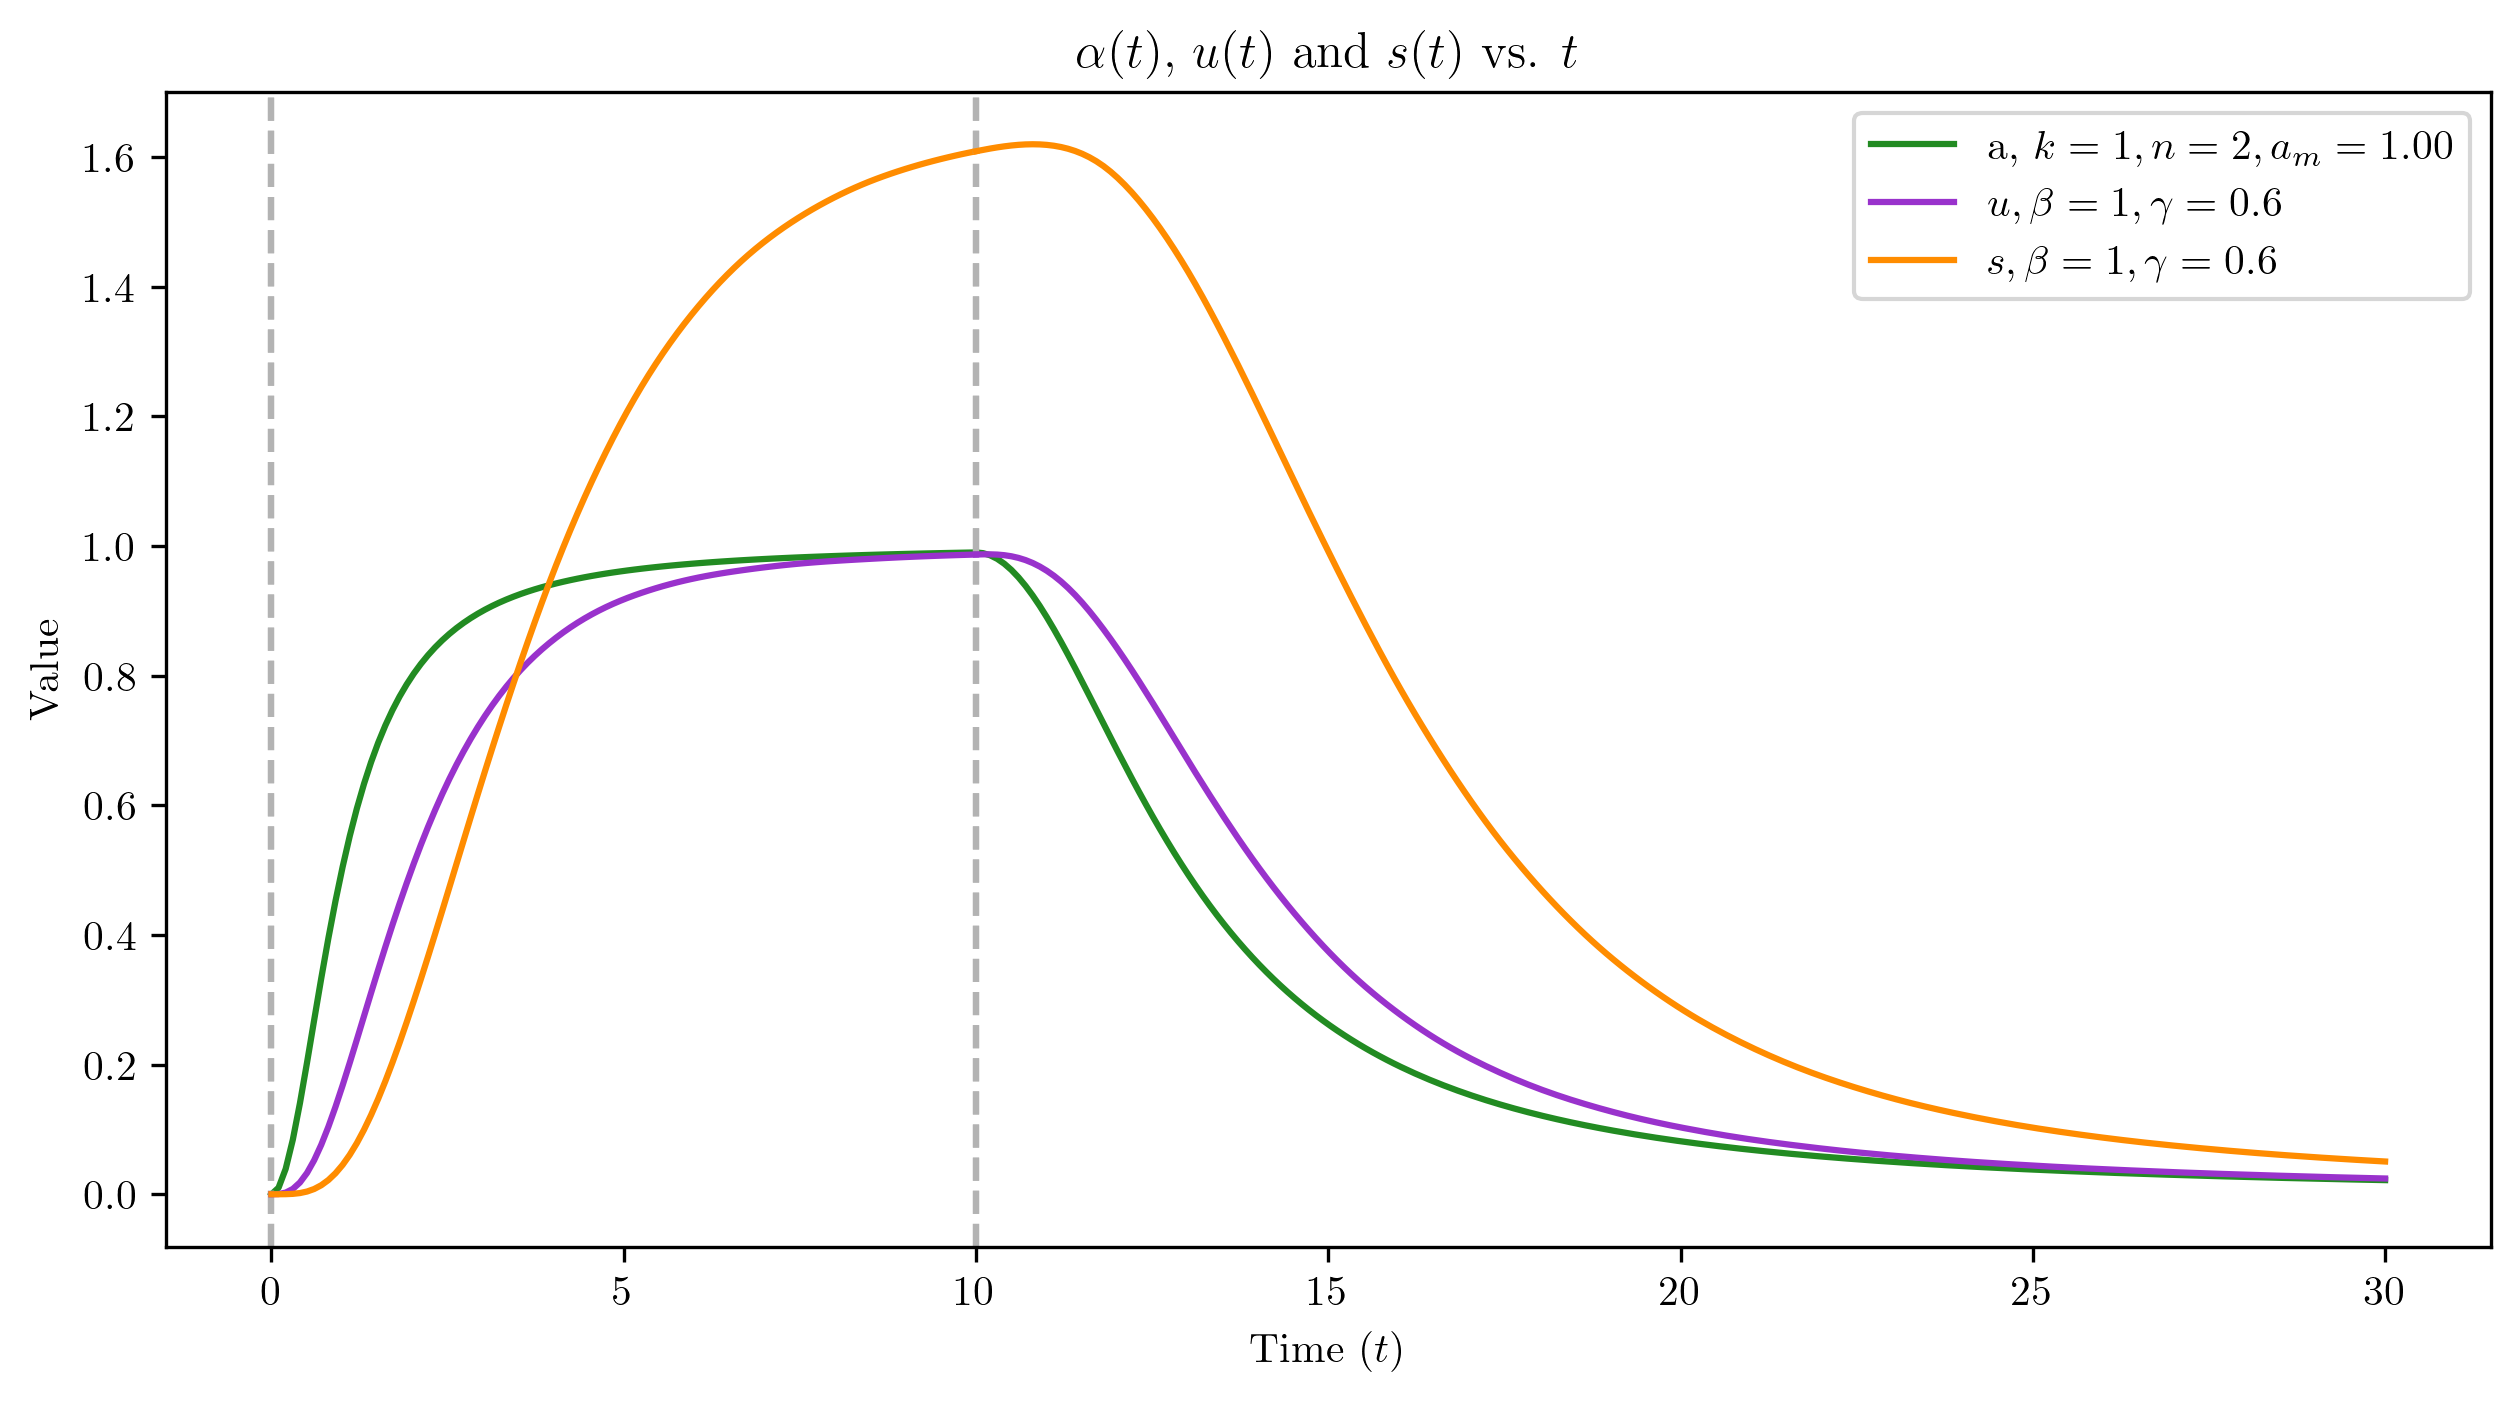 α(t), u(t) and s(t) vs. t
a, k = 1, n = 2, a_m = 1.00
u, β = 1, γ = 0.6
s, β = 1, γ = 0.6
Value
1.6
1.4
1.2
1.0
0.8
0.6
0.4
0.2
0.0
0 5 10 15 20 25 30
Time (t)